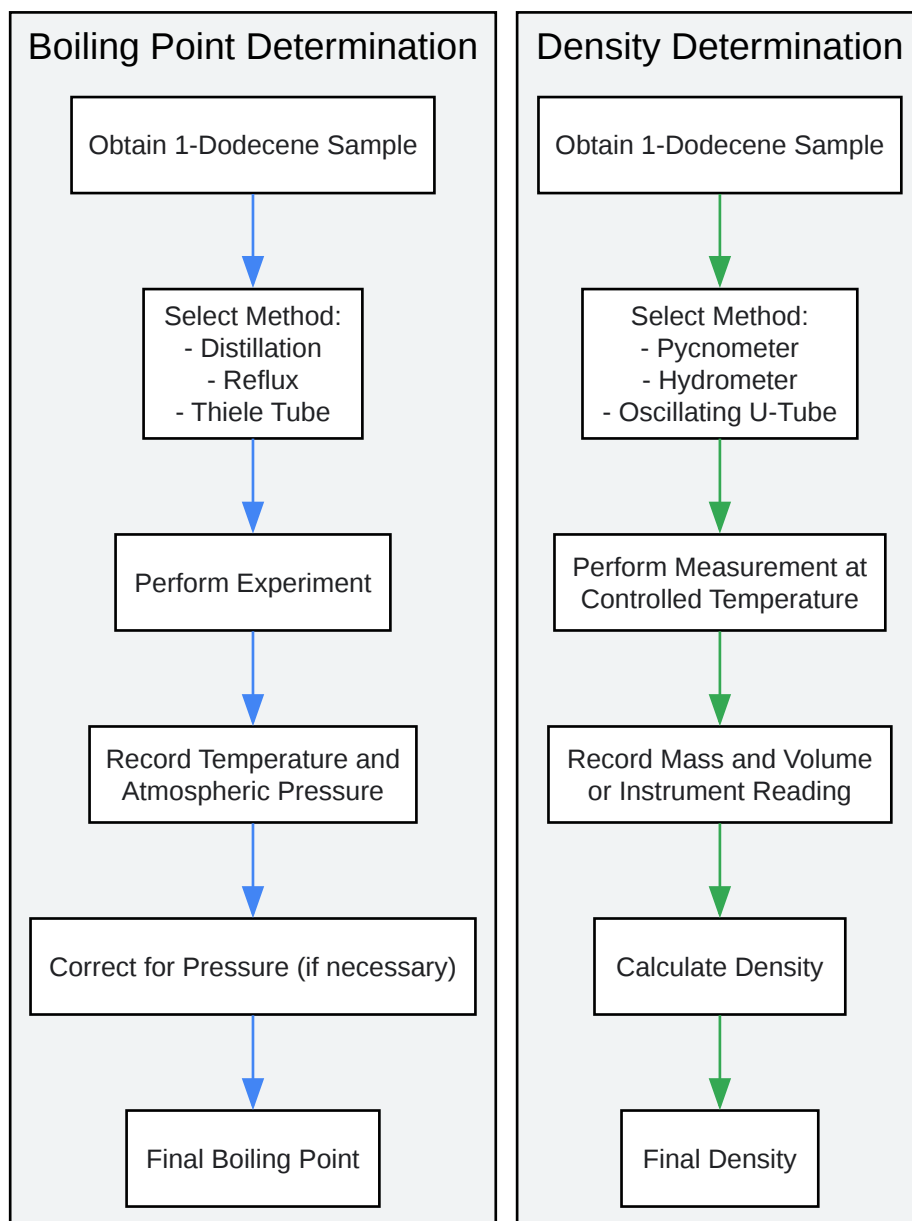 Boiling Point Determination
Obtain 1-Dodecene Sample
Select Method:
- Distillation
- Reflux
- Thiele Tube
Perform Experiment
Record Temperature and
Atmospheric Pressure
Correct for Pressure (if necessary)
Final Boiling Point
Density Determination
Obtain 1-Dodecene Sample
Select Method:
- Pycnometer
- Hydrometer
- Oscillating U-Tube
Perform Measurement at
Controlled Temperature
Record Mass and Volume
or Instrument Reading
Calculate Density
Final Density